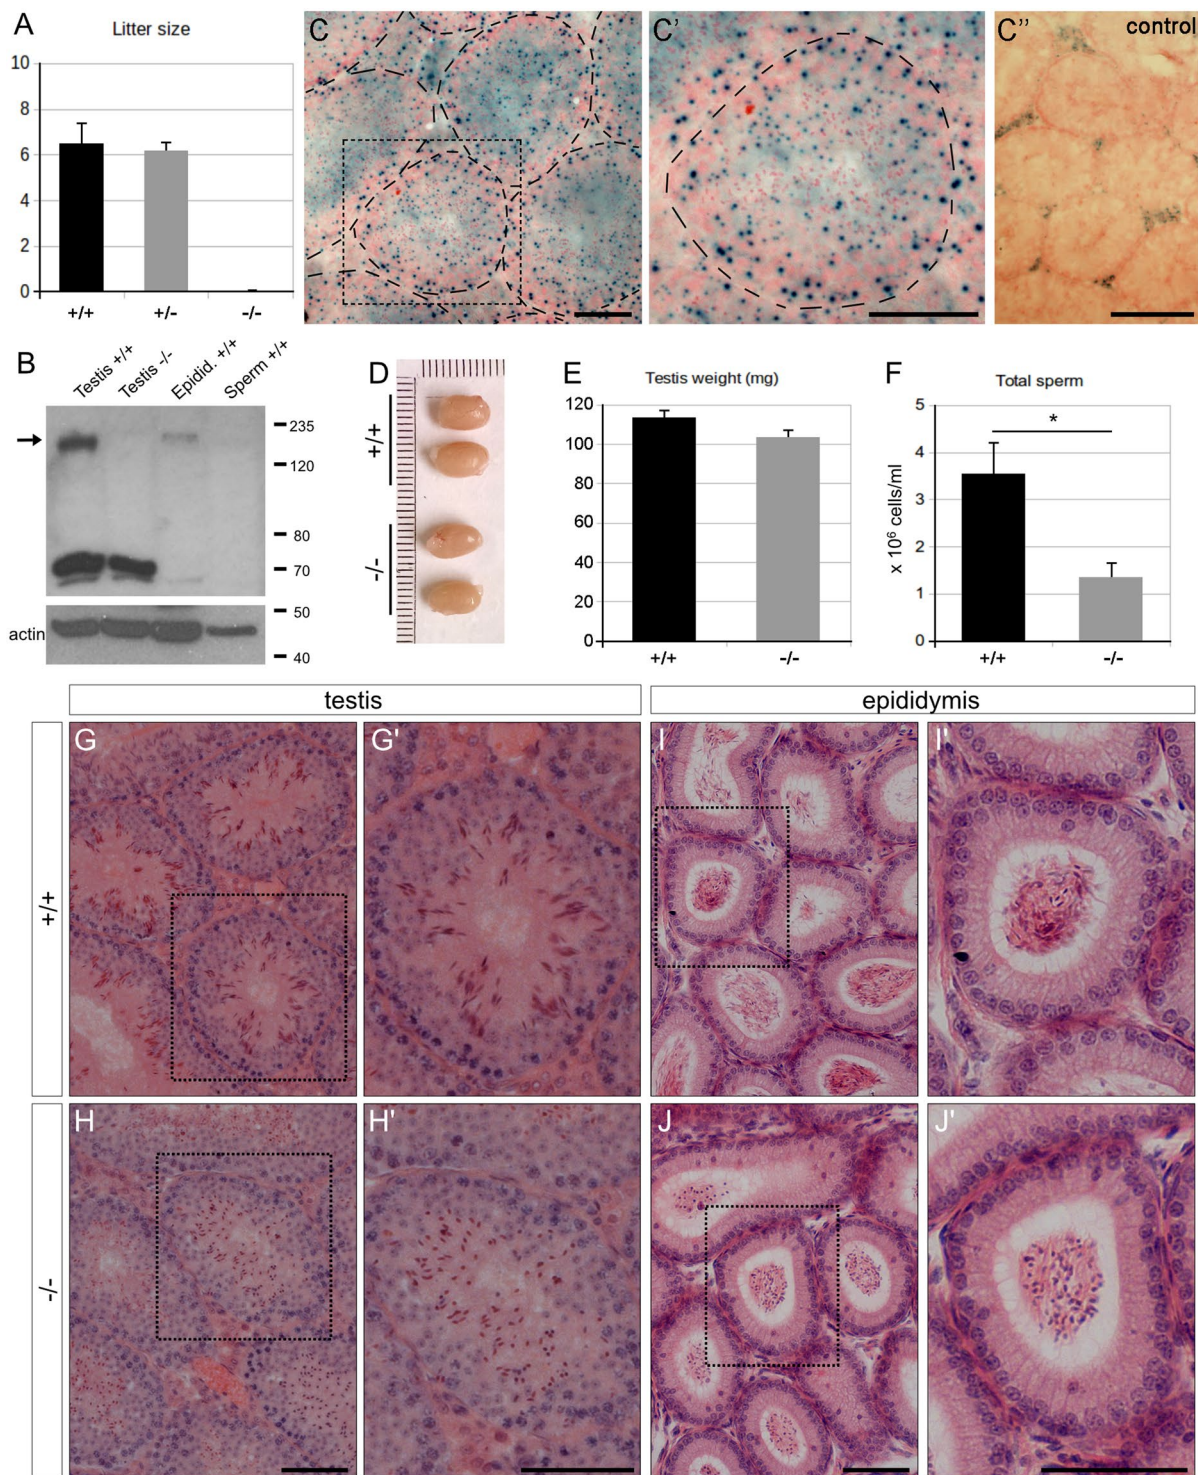 A
Litter size
10
8
6
4
2
0
+/+
+/-
-/-
C
C'
C''
control
B
Testis +/+
Testis -/-
Epidid. +/+
Sperm +/+
235
120
80
70
50
40
actin
D
+/+
-/-
E
Testis weight (mg)
120
100
80
60
40
20
0
+/+
-/-
F
Total sperm
x 10⁶ cells/ml
5
4
3
2
1
0
*
+/+
-/-
testis
epididymis
+/+
G
G'
I
I'
-/-
H
H'
J
J'